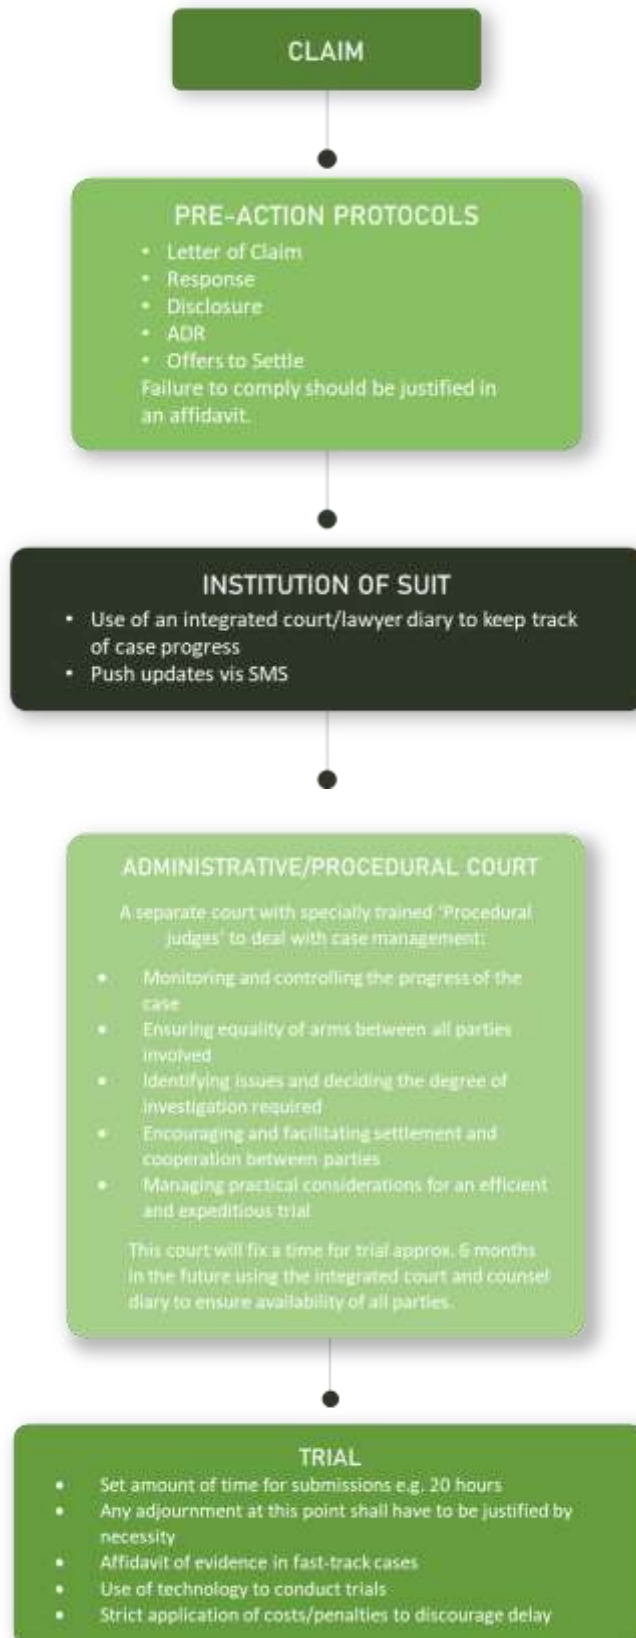 CLAIM
PRE-ACTION PROTOCOLS
• Letter of Claim
• Response
• Disclosure
• ADR
• Offers to Settle
Failure to comply should be justified in
an affidavit.
INSTITUTION OF SUIT
• Use of an integrated court/lawyer diary to keep track
of case progress
• Push updates vis SMS
ADMINISTRATIVE/PROCEDURAL COURT
A separate court with specially trained 'Procedural
judges' to deal with case management:
• Monitoring and controlling the progress of the
case
• Ensuring equality of arms between all parties
involved
• Identifying issues and deciding the degree of
investigation required
• Encouraging and facilitating settlement and
cooperation between parties
• Managing practical considerations for an efficient
and expeditious trial
This court will fix a time for trial approx. 6 months
in the future using the integrated court and counsel
diary to ensure availability of all parties.
TRIAL
• Set amount of time for submissions e.g. 20 hours
• Any adjournment at this point shall have to be justified by
necessity
• Affidavit of evidence in fast-track cases
• Use of technology to conduct trials
• Strict application of costs/penalties to discourage delay